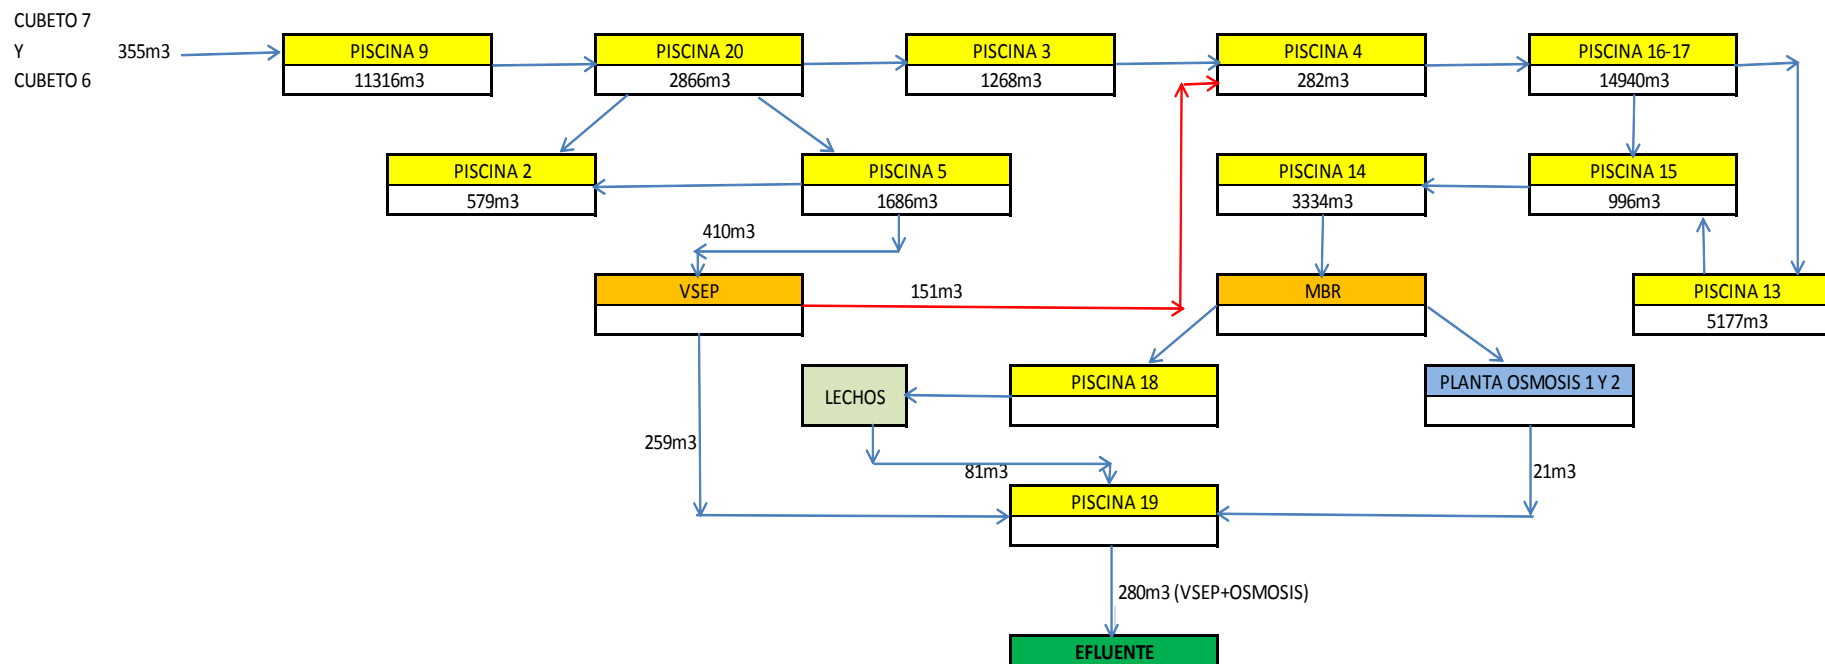 CUBETO 7
Y
CUBETO 6
355m3
PISCINA 9
11316m3
PISCINA 20
2866m3
PISCINA 3
1268m3
PISCINA 4
282m3
PISCINA 16-17
14940m3
PISCINA 2
579m3
PISCINA 5
1686m3
PISCINA 14
3334m3
PISCINA 15
996m3
410m3
VSEP
151m3
MBR
PISCINA 13
5177m3
LECHOS
PISCINA 18
PLANTA OSMOSIS 1 Y 2
259m3
81m3
21m3
PISCINA 19
280m3 (VSEP+OSMOSIS)
EFLUENTE